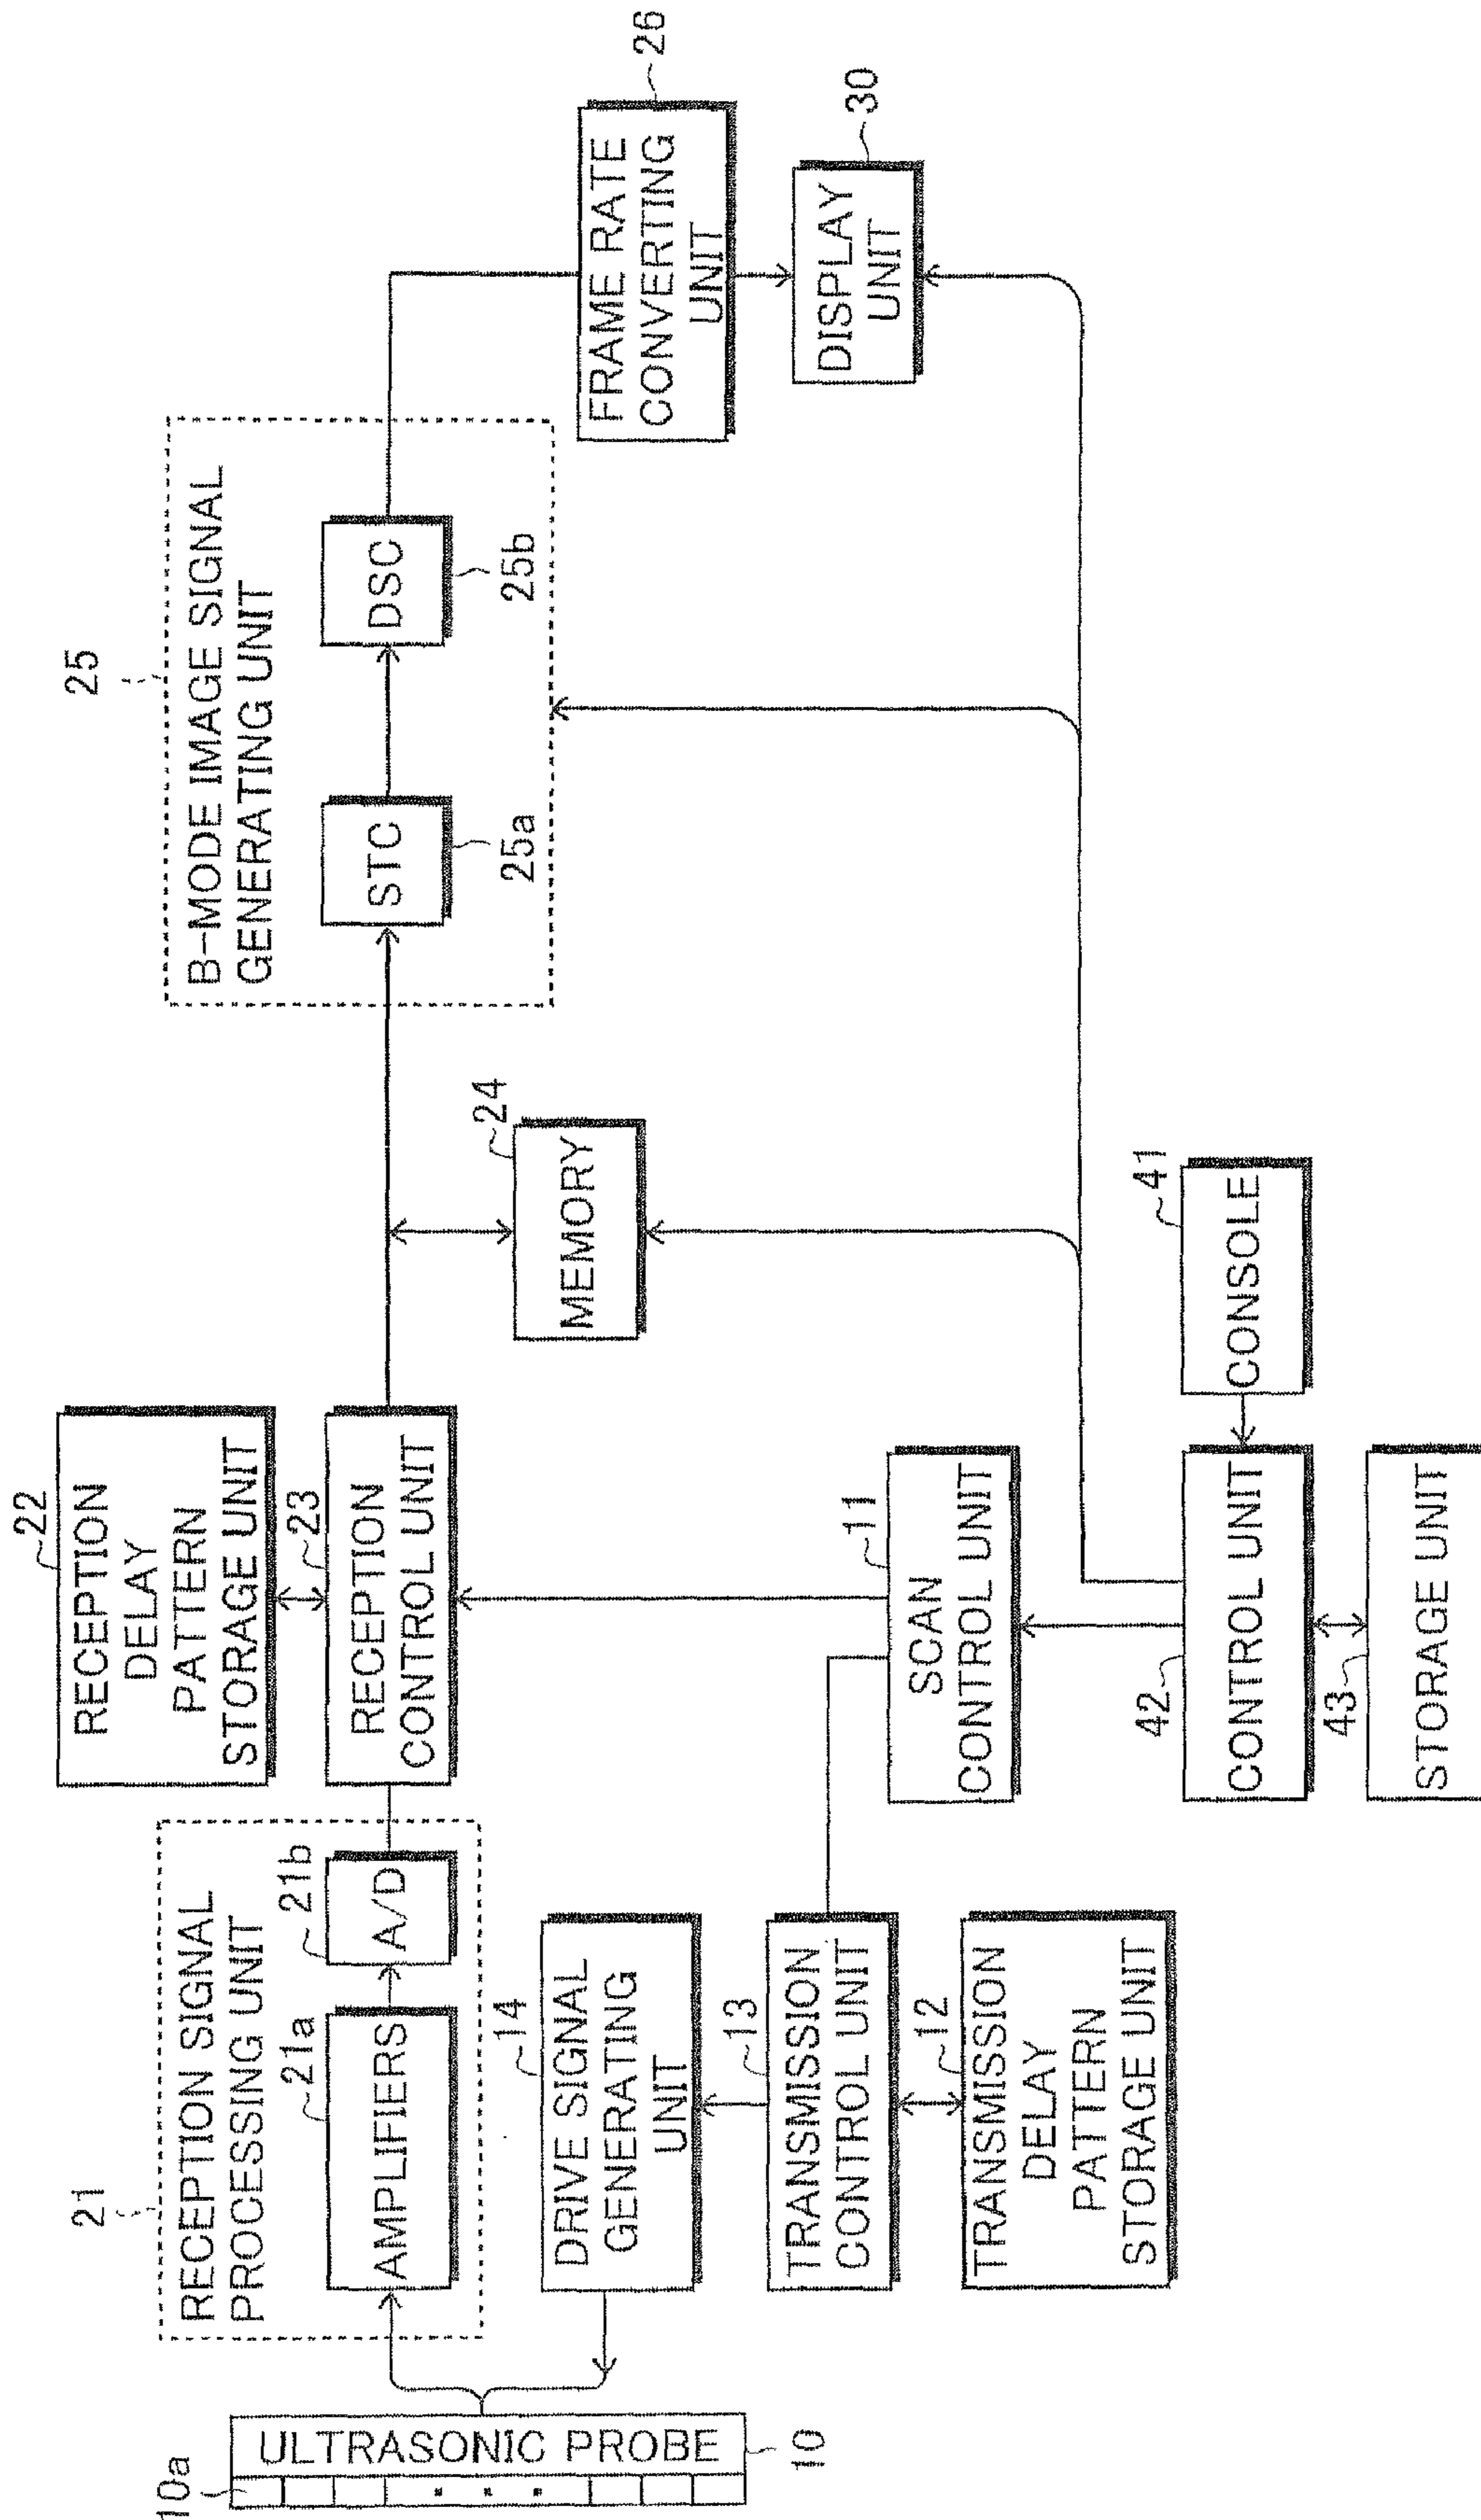 10a
ULTRASONIC PROBE
10
21
RECEPTION SIGNAL
PROCESSING UNIT
21a
AMPLIFIERS
21b
A/D
22
RECEPTION
DELAY
PATTERN
STORAGE UNIT
23
RECEPTION
CONTROL UNIT
24
MEMORY
25
B-MODE IMAGE SIGNAL
GENERATING UNIT
STC
25a
DSC
25b
26
FRAME RATE
CONVERTING
UNIT
30
DISPLAY
UNIT
14
DRIVE SIGNAL
GENERATING
UNIT
13
TRANSMISSION
CONTROL UNIT
12
TRANSMISSION
DELAY
PATTERN
STORAGE UNIT
11
SCAN
CONTROL UNIT
41
CONSOLE
42
CONTROL UNIT
43
STORAGE UNIT